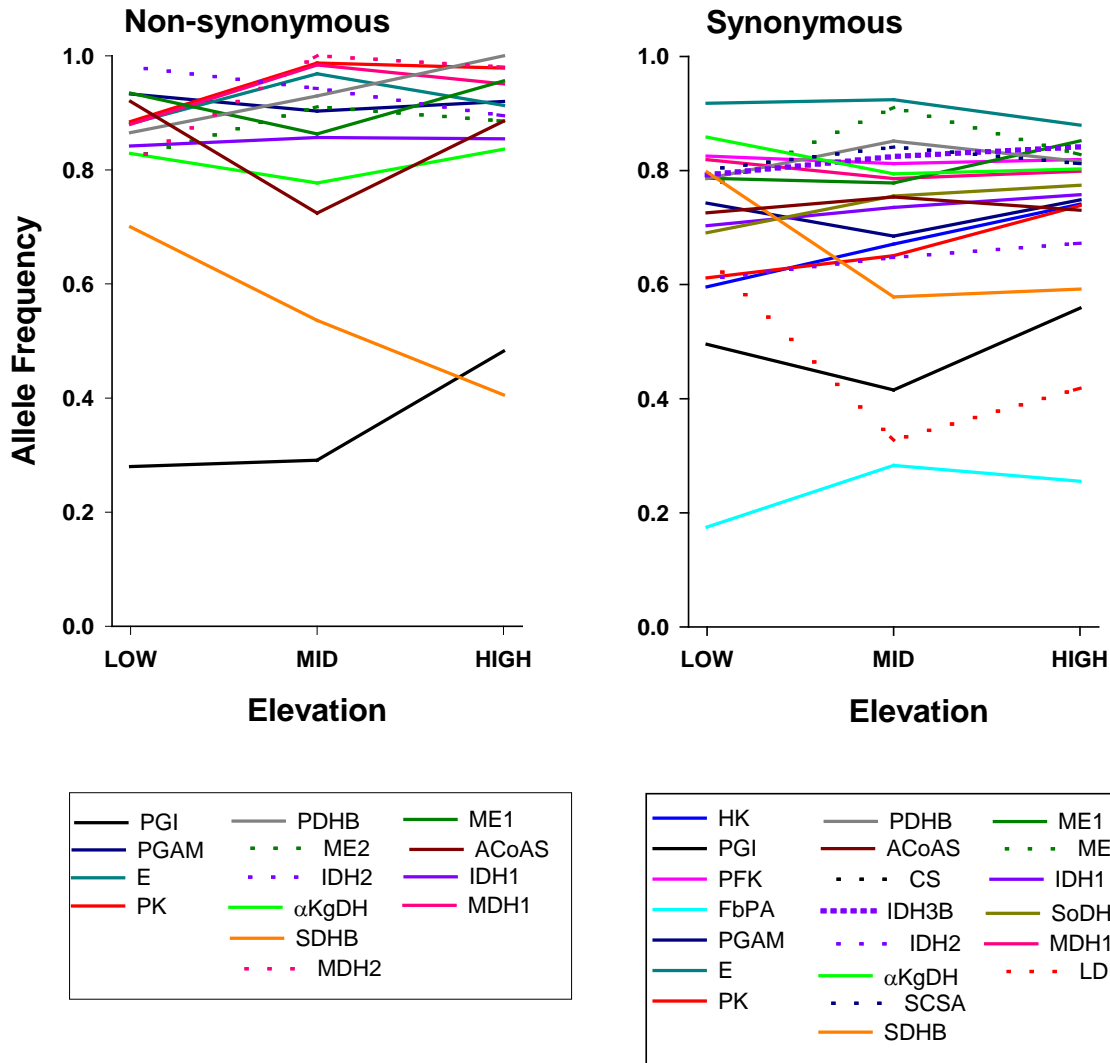 Non-synonymous
Synonymous
Allele Frequency
1.0
0.8
0.6
0.4
0.2
0.0
LOW MID HIGH
Elevation
1.0
0.8
0.6
0.4
0.2
0.0
LOW MID HIGH
Elevation
PGI PDHB ME1
PGAM ME2 ACoAS
E IDH2 IDH1
PK αKgDH MDH1
SDHB
MDH2
HK PDHB ME1
PGI ACoAS ME
PFK CS IDH1
FbPA IDH3B SoDH
PGAM IDH2 MDH1
E αKgDH LD
PK SCSA
SDHB